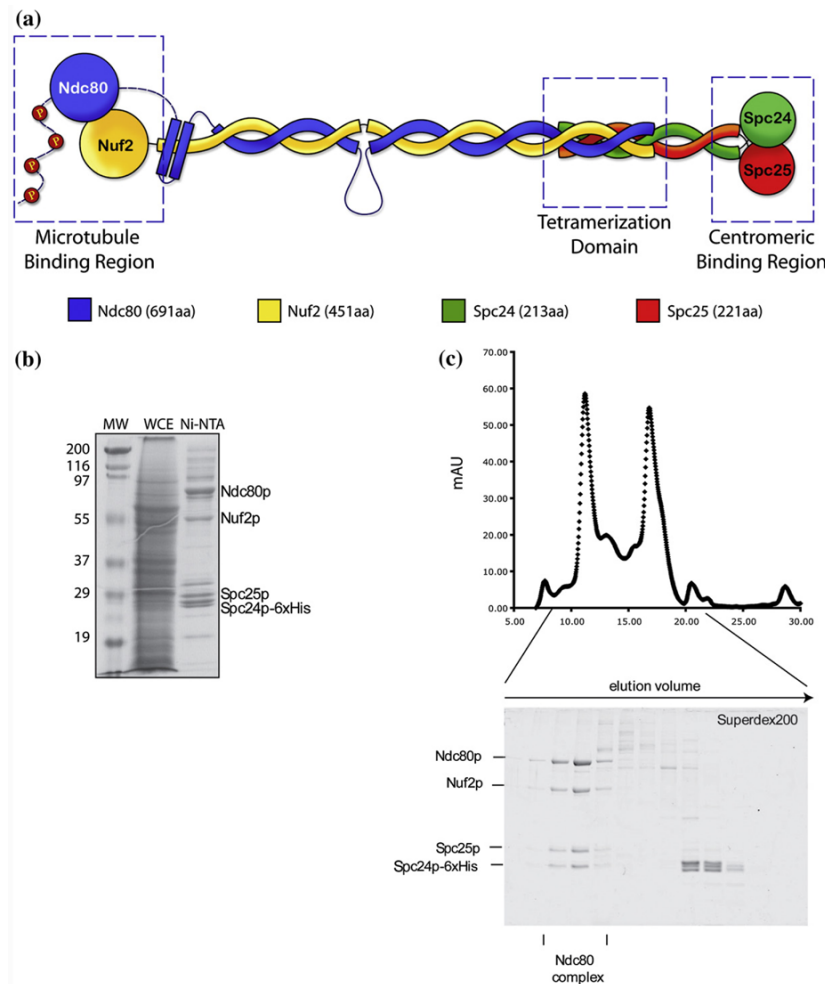 (a)
Ndc80
Nuf2
P
P
P
P
Spc24
Spc25
Microtubule
Binding Region
Tetramerization
Domain
Centromeric
Binding Region
Ndc80 (691aa)
Nuf2 (451aa)
Spc24 (213aa)
Spc25 (221aa)
(b)
MW WCE Ni-NTA
200
116
97
55
37
29
19
Ndc80p
Nuf2p
Spc25p
Spc24p-6xHis
(c)
mAU
70.00
60.00
50.00
40.00
30.00
20.00
10.00
0.00
5.00 10.00 15.00 20.00 25.00 30.00
elution volume
Superdex200
Ndc80p
Nuf2p
Spc25p
Spc24p-6xHis
Ndc80
complex